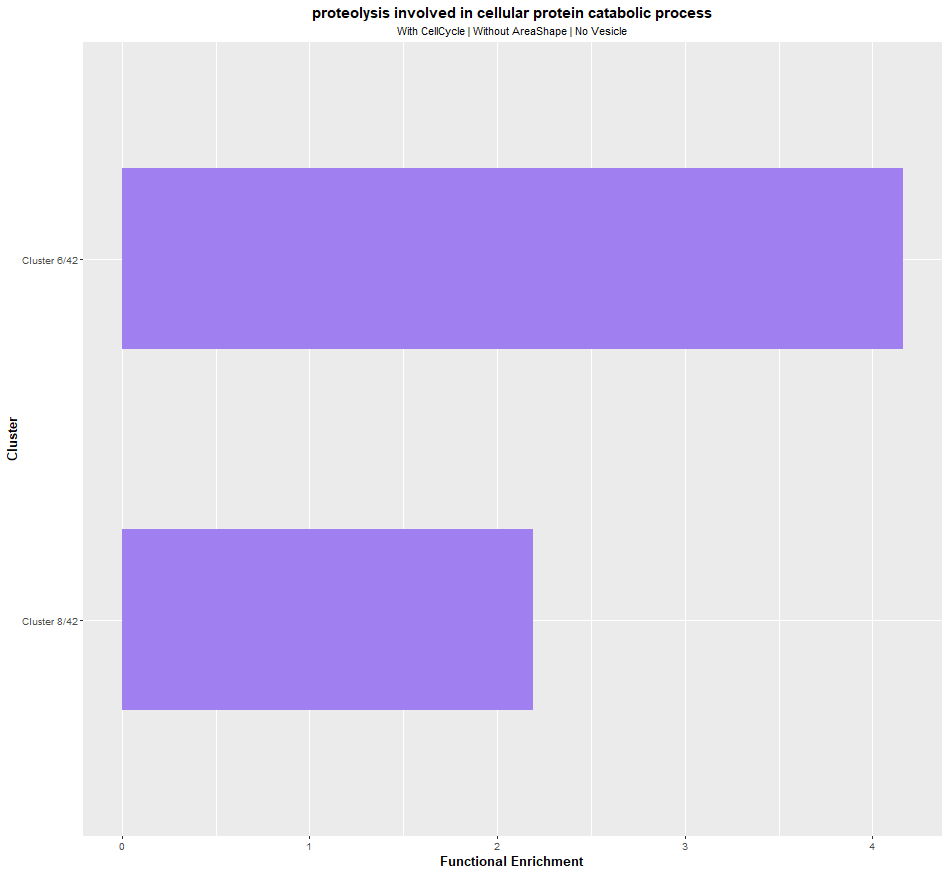 proteolysis involved in cellular protein catabolic process
With CellCycle | Without AreaShape | No Vesicle
Cluster
Cluster 6/42
Cluster 8/42
0 1 2 3 4
Functional Enrichment